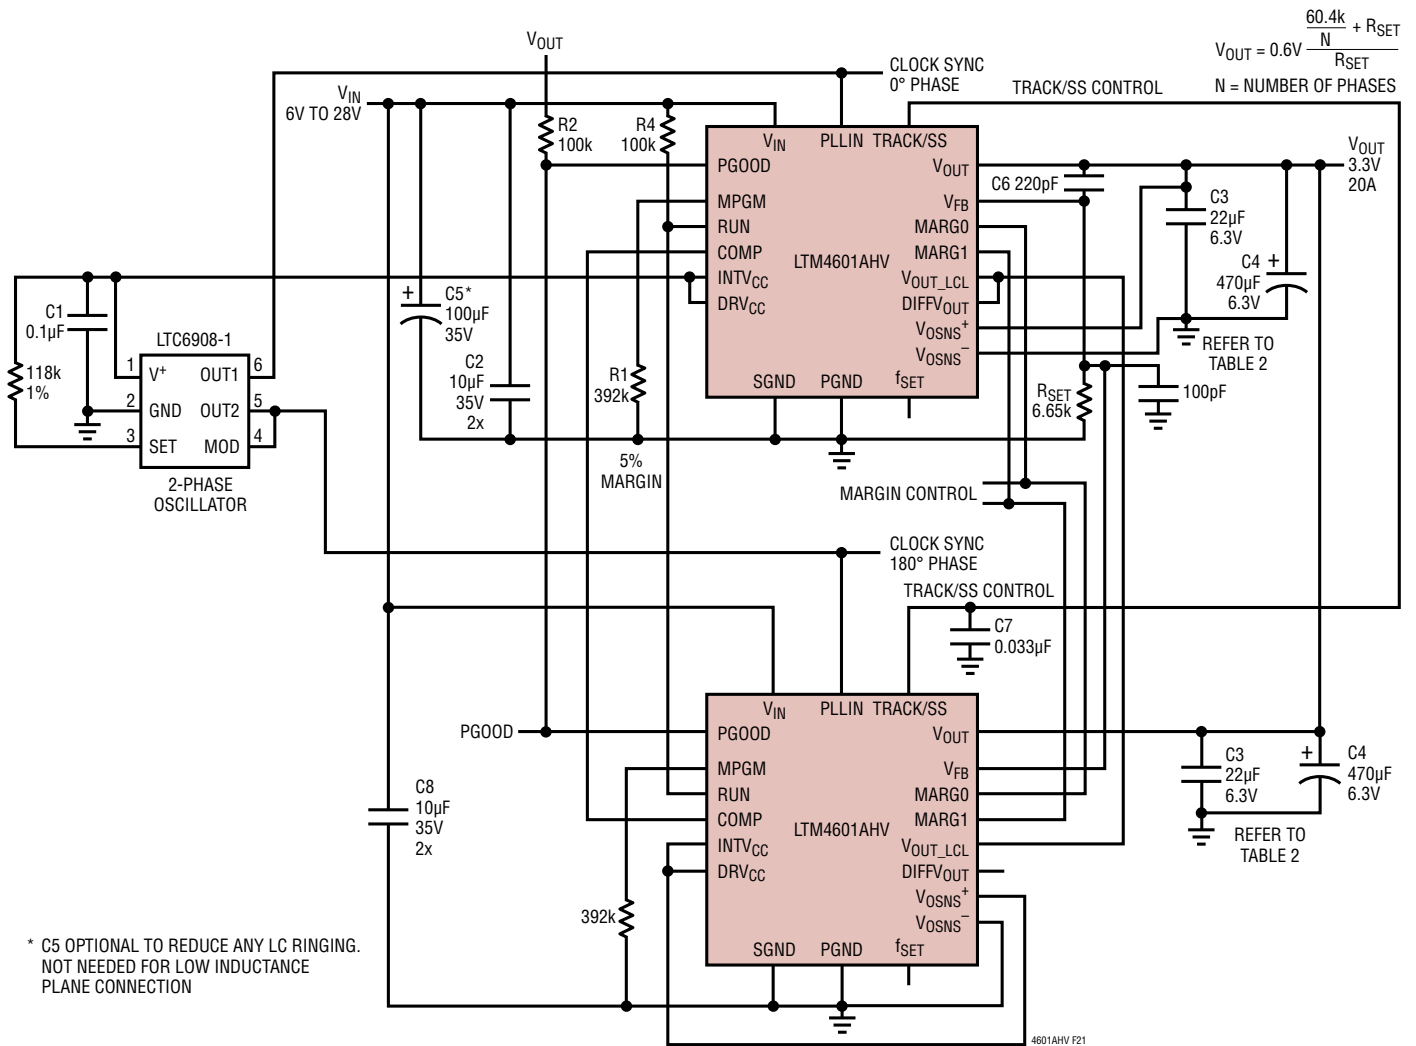 VOUT
VIN
6V TO 28V
CLOCK SYNC
0° PHASE
TRACK/SS CONTROL
VOUT = 0.6V
60.4k
N
+ RSET
RSET
N = NUMBER OF PHASES
R2
100k
R4
100k
VIN
PLLIN
TRACK/SS
PGOOD
MPGM
RUN
COMP
INTVCC
DRVCC
LTM4601AHV
VOUT
VFB
MARG0
MARG1
VOUT_LCL
DIFFVOUT
VOSNS+
VOSNS–
SGND
PGND
fSET
C6 220pF
VOUT
3.3V
20A
C3
22µF
6.3V
C4
+
470µF
6.3V
REFER TO
TABLE 2
RSET
6.65k
100pF
C1
0.1µF
118k
1%
LTC6908-1
1
V+
OUT1
6
2
GND
OUT2
5
3
SET
MOD
4
2-PHASE
OSCILLATOR
+
C5*
100µF
35V
C2
10µF
35V
2x
R1
392k
5%
MARGIN
MARGIN CONTROL
CLOCK SYNC
180° PHASE
TRACK/SS CONTROL
C7
0.033µF
PGOOD
VIN
PLLIN
TRACK/SS
PGOOD
MPGM
RUN
COMP
INTVCC
DRVCC
LTM4601AHV
VOUT
VFB
MARG0
MARG1
VOUT_LCL
DIFFVOUT
VOSNS+
VOSNS–
SGND
PGND
fSET
C8
10µF
35V
2x
392k
C3
22µF
6.3V
+
C4
470µF
6.3V
REFER TO
TABLE 2
* C5 OPTIONAL TO REDUCE ANY LC RINGING.
NOT NEEDED FOR LOW INDUCTANCE
PLANE CONNECTION
4601AHV F21